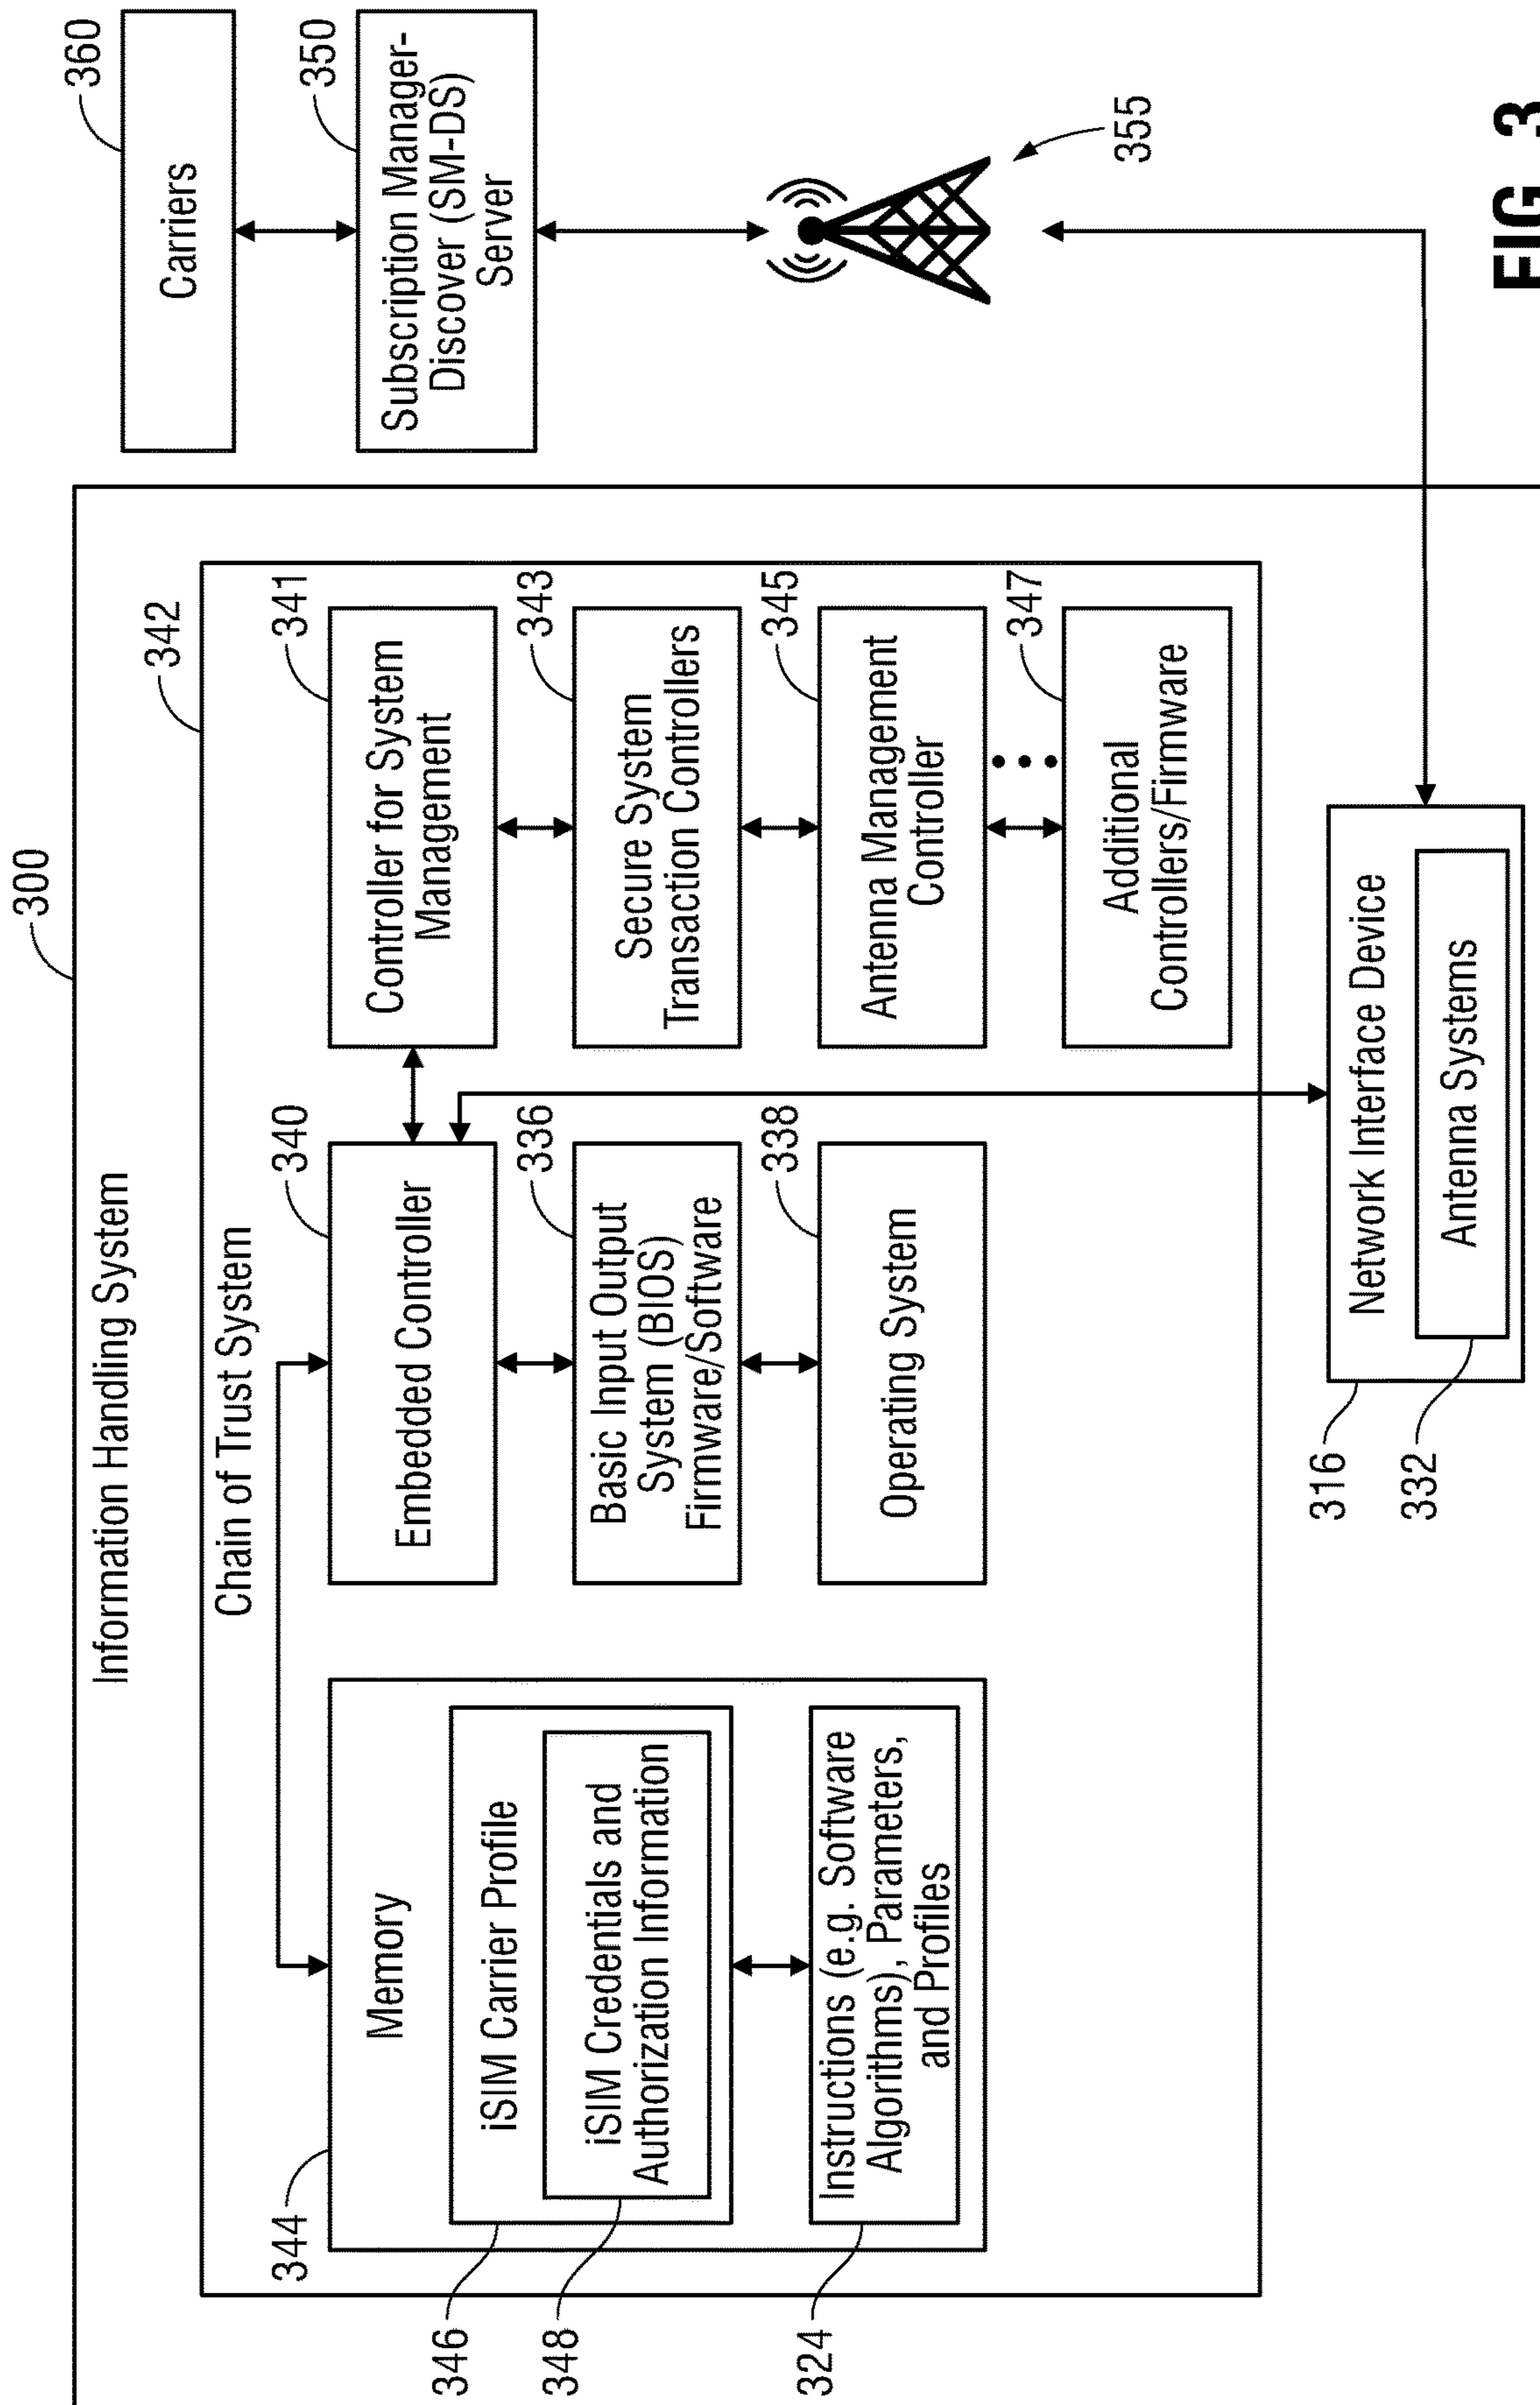 300
Information Handling System
342
Chain of Trust System
344
Memory
346
iSIM Carrier Profile
348
iSIM Credentials and
Authorization Information
324
Instructions (e.g. Software
Algorithms), Parameters,
and Profiles
340
Embedded Controller
336
Basic Input Output
System (BIOS)
Firmware/Software
338
Operating System
341
Controller for System
Management
343
Secure System
Transaction Controllers
345
Antenna Management
Controller
347
Additional
Controllers/Firmware
316
Network Interface Device
332
Antenna Systems
360
Carriers
350
Subscription Manager-
Discover (SM-DS)
Server
355
FIG. 3